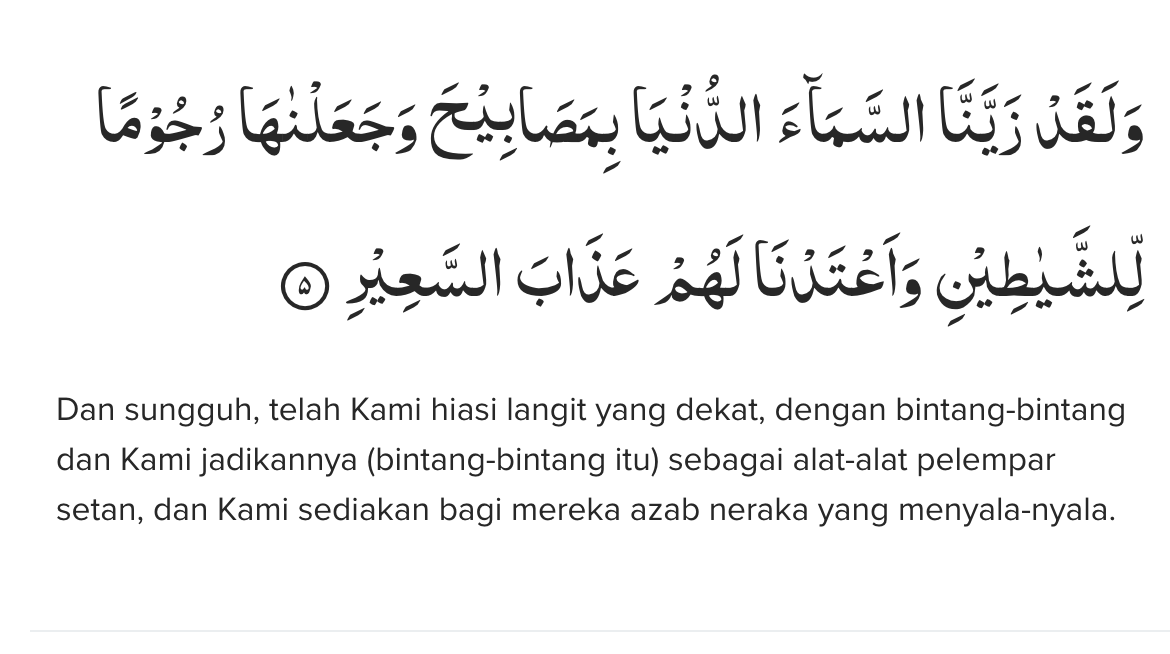 وَلَقَدْ زَيَّنَّا السَّمَاۤءَ الدُّنْيَا بِمَصَابِيْحَ وَجَعَلْنٰهَا رُجُوْمًا
لِّلشَّيٰطِيْنِ وَاَعْتَدْنَا لَهُمْ عَذَابَ السَّعِيْرِ ۝٥
Dan sungguh, telah Kami hiasi langit yang dekat, dengan bintang-bintang
dan Kami jadikannya (bintang-bintang itu) sebagai alat-alat pelempar
setan, dan Kami sediakan bagi mereka azab neraka yang menyala-nyala.